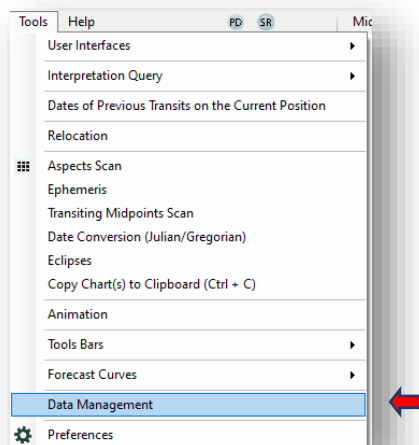 Tools Help PD SR Mic
User Interfaces
Interpretation Query
Dates of Previous Transits on the Current Position
Relocation
Aspects Scan
Ephemeris
Transiting Midpoints Scan
Date Conversion (Julian/Gregorian)
Eclipses
Copy Chart(s) to Clipboard (Ctrl + C)
Animation
Tools Bars
Forecast Curves
Data Management
Preferences